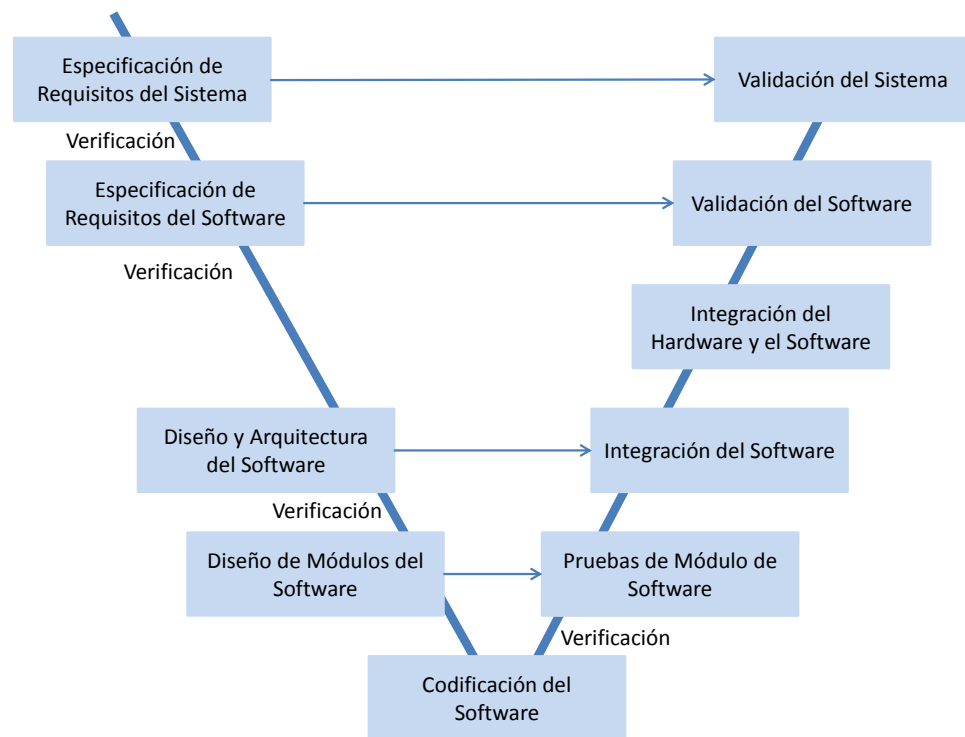 Especificación de
Requisitos del Sistema
Validación del Sistema
Verificación
Especificación de
Requisitos del Software
Validación del Software
Verificación
Integración del
Hardware y el Software
Diseño y Arquitectura
del Software
Integración del Software
Verificación
Diseño de Módulos del
Software
Pruebas de Módulo de
Software
Verificación
Codificación del
Software